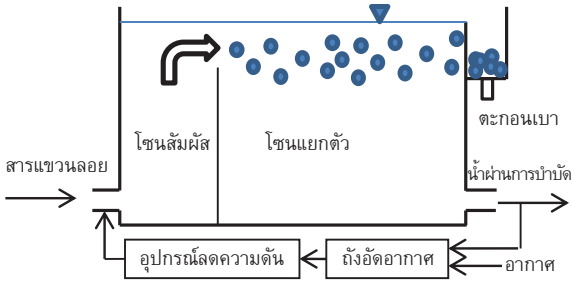 ตะกอนเบา
โซนสัมผัส
โซนแยกตัว
สารแขวนลอย
น้ำผ่านการบำบัด
อุปกรณ์ลดความดัน
ถังอัดอากาศ
อากาศ